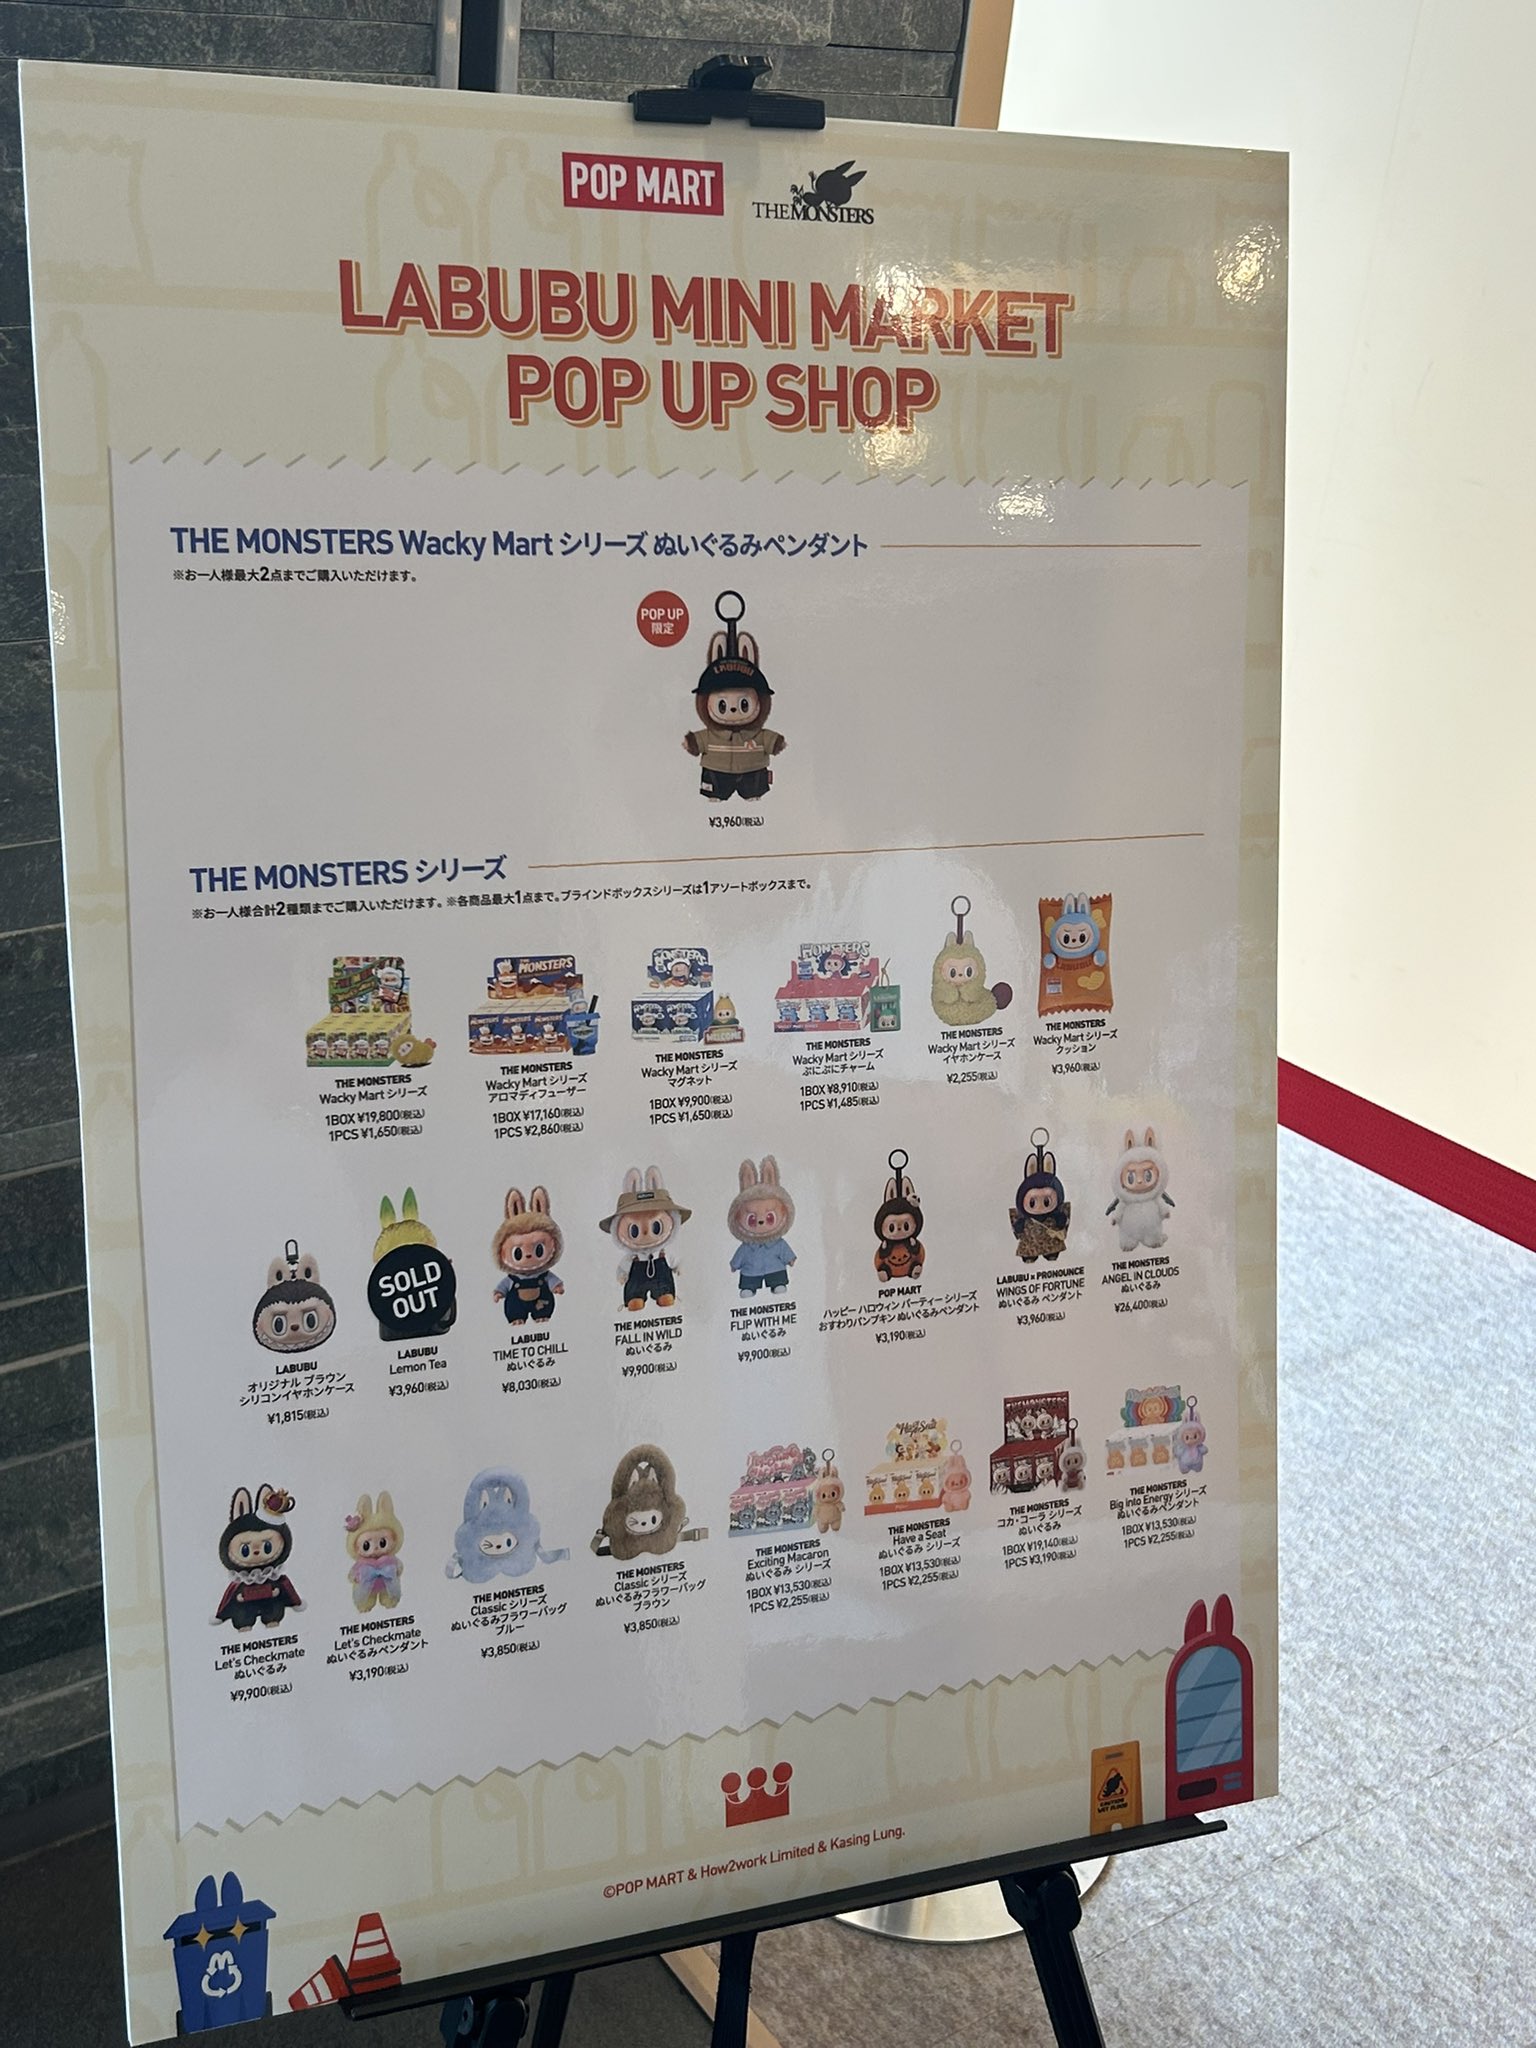 POP MART
THE MONSTERS
LABUBU MINI MARKET
POP UP SHOP
THE MONSTERS Wacky Mart シリーズ ぬいぐるみペンダント
※お一人様最大2点までご購入いただけます。
POP UP
限定
LABUBU
¥3,960(税込)
THE MONSTERS シリーズ
※お一人様合計2種類までご購入いただけます。※各商品最大1点まで。ブラインドボックスシリーズは1アソートボックスまで。
THE MONSTERS
Wacky Mart シリーズ
1BOX ¥19,800(税込)
1PCS ¥1,650(税込)
THE MONSTERS
Wacky Mart シリーズ
アロマディフューザー
1BOX ¥17,160(税込)
1PCS ¥2,860(税込)
THE MONSTERS
Wacky Mart シリーズ
マグネット
1BOX ¥9,900(税込)
1PCS ¥1,650(税込)
THE MONSTERS
Wacky Mart シリーズ
ぷにぷにチャーム
1BOX ¥8,910(税込)
1PCS ¥1,485(税込)
THE MONSTERS
Wacky Mart シリーズ
イヤホンケース
¥2,255(税込)
THE MONSTERS
Wacky Mart シリーズ
クッション
¥3,960(税込)
LABUBU
オリジナル ブラウン
シリコンイヤホンケース
¥1,815(税込)
SOLD
OUT
LABUBU
Lemon Tea
¥3,960(税込)
LABUBU
TIME TO CHILL
ぬいぐるみ
¥8,030(税込)
THE MONSTERS
FALL IN WILD
ぬいぐるみ
¥9,900(税込)
THE MONSTERS
FLIP WITH ME
ぬいぐるみ
¥9,900(税込)
POP MART
ハッピー ハロウィン パーティー シリーズ
おすわりパンプキン ぬいぐるみペンダント
¥3,190(税込)
LABUBU × PRONOUNCE
WINGS OF FORTUNE
ぬいぐるみ ペンダント
¥3,960(税込)
THE MONSTERS
ANGEL IN CLOUDS
ぬいぐるみ
¥26,400(税込)
THE MONSTERS
Let's Checkmate
ぬいぐるみ
¥9,900(税込)
THE MONSTERS
Let's Checkmate
ぬいぐるみペンダント
¥3,190(税込)
THE MONSTERS
Classic シリーズ
ぬいぐるみフラワーバッグ
ブルー
¥3,850(税込)
THE MONSTERS
Classic シリーズ
ぬいぐるみフラワーバッグ
ブラウン
¥3,850(税込)
THE MONSTERS
Exciting Macaron
ぬいぐるみ シリーズ
1BOX ¥13,530(税込)
1PCS ¥2,255(税込)
THE MONSTERS
Have a Seat
ぬいぐるみ シリーズ
1BOX ¥13,530(税込)
1PCS ¥2,255(税込)
THE MONSTERS
コカ・コーラ シリーズ
ぬいぐるみ
1BOX ¥19,140(税込)
1PCS ¥3,190(税込)
THE MONSTERS
Big into Energy シリーズ
ぬいぐるみペンダント
1BOX ¥13,530(税込)
1PCS ¥2,255(税込)
CAUTION
WET FLOOR
©POP MART & How2work Limited & Kasing Lung.